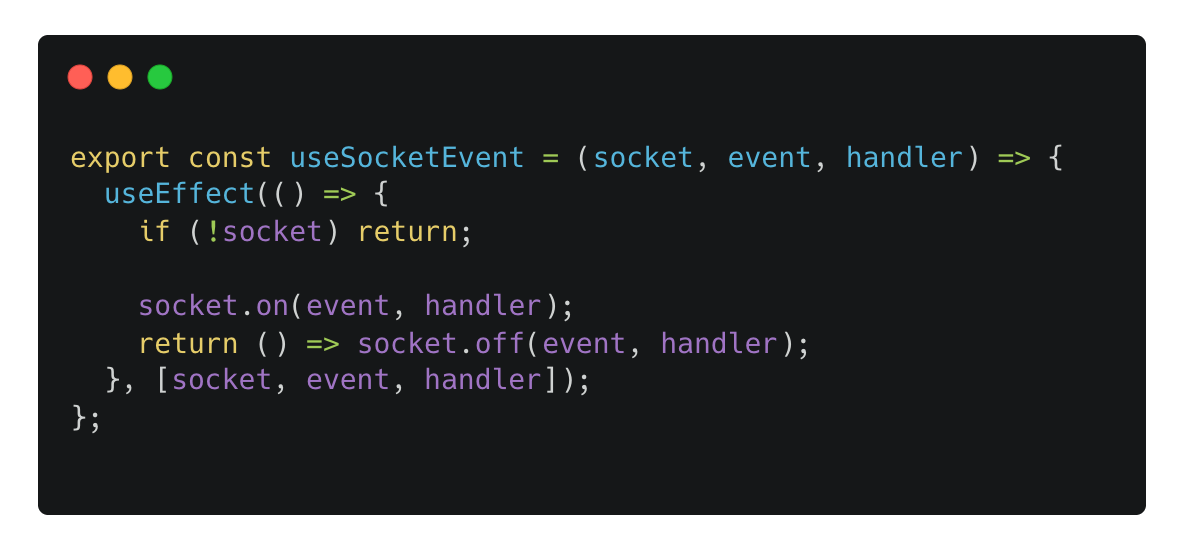 export const useSocketEvent = (socket, event, handler) => {
  useEffect(() => {
    if (!socket) return;

    socket.on(event, handler);
    return () => socket.off(event, handler);
  }, [socket, event, handler]);
};